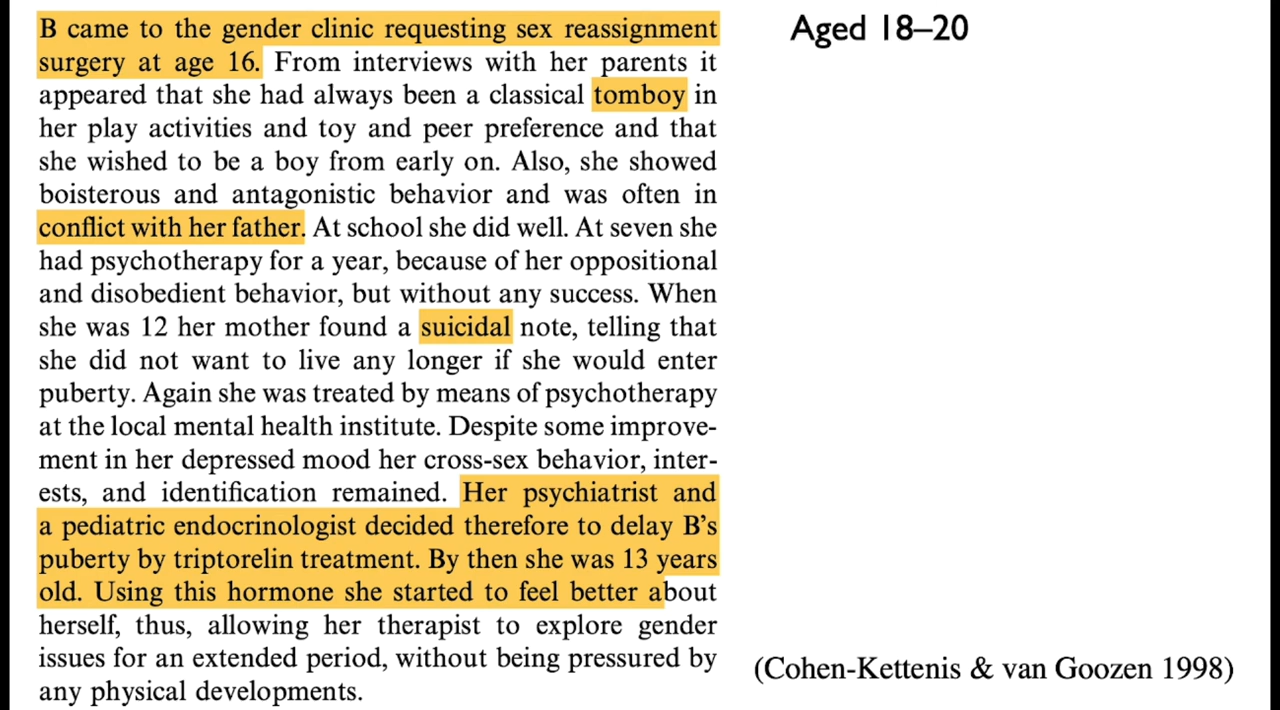 B came to the gender clinic requesting sex reassignment
surgery at age 16. From interviews with her parents it
appeared that she had always been a classical tomboy in
her play activities and toy and peer preference and that
she wished to be a boy from early on. Also, she showed
boisterous and antagonistic behavior and was often in
conflict with her father. At school she did well. At seven she
had psychotherapy for a year, because of her oppositional
and disobedient behavior, but without any success. When
she was 12 her mother found a suicidal note, telling that
she did not want to live any longer if she would enter
puberty. Again she was treated by means of psychotherapy
at the local mental health institute. Despite some improve-
ment in her depressed mood her cross-sex behavior, inter-
ests, and identification remained. Her psychiatrist and
a pediatric endocrinologist decided therefore to delay B’s
puberty by triptorelin treatment. By then she was 13 years
old. Using this hormone she started to feel better about
herself, thus, allowing her therapist to explore gender
issues for an extended period, without being pressured by
any physical developments.
Aged 18–20
(Cohen-Kettenis & van Goozen 1998)